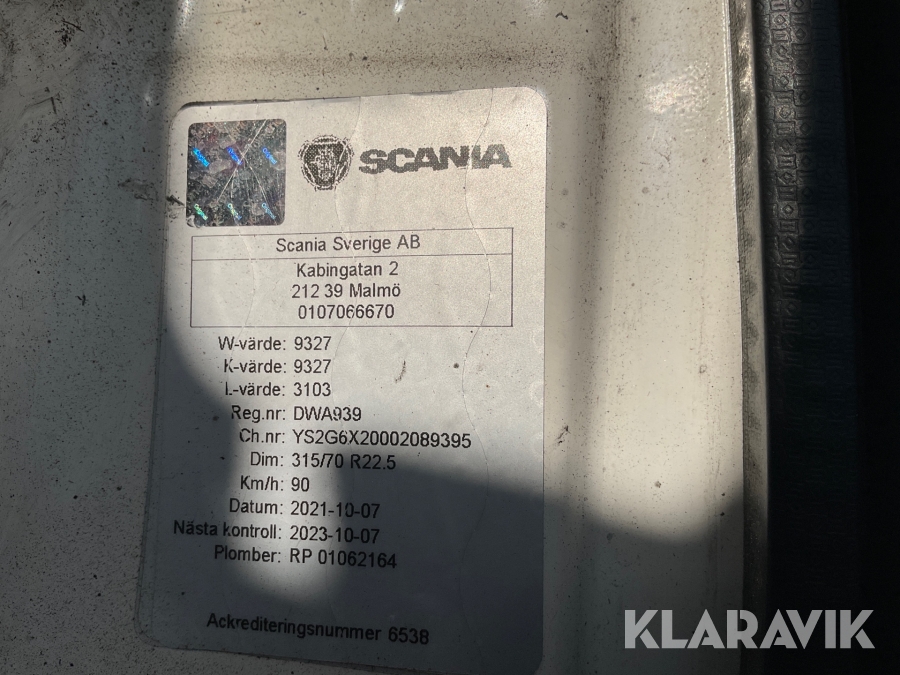 SCANIA
Scania Sverige AB
Kabingatan 2
212 39 Malmö
0107066670
W-värde: 9327
K-värde: 9327
L-värde: 3103
Reg.nr: DWA939
Ch.nr: YS2G6X20002089395
Dim: 315/70 R22.5
Km/h: 90
Datum: 2021-10-07
Nästa kontroll: 2023-10-07
Plomber: RP 01062164
Ackrediteringsnummer 6538
KLARAVIK